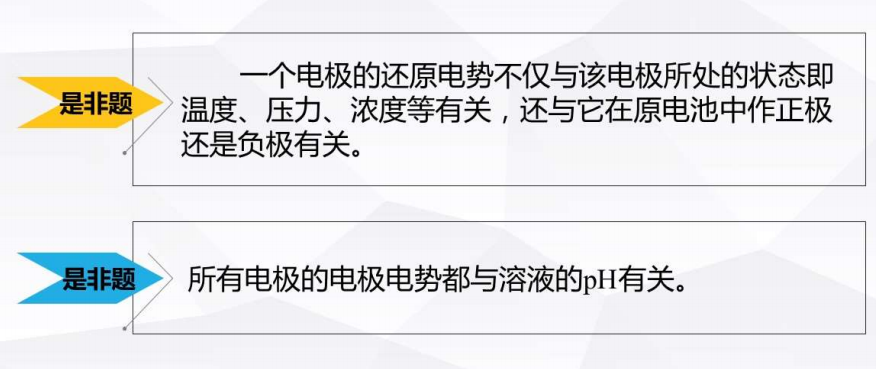 一个电极的还原电势不仅与该电极所处的状态即
是非题
温度、压力、浓度等有关，还与它在原电池中作正极
还是负极有关。
是非题
所有电极的电极电势都与溶液的pH有关。